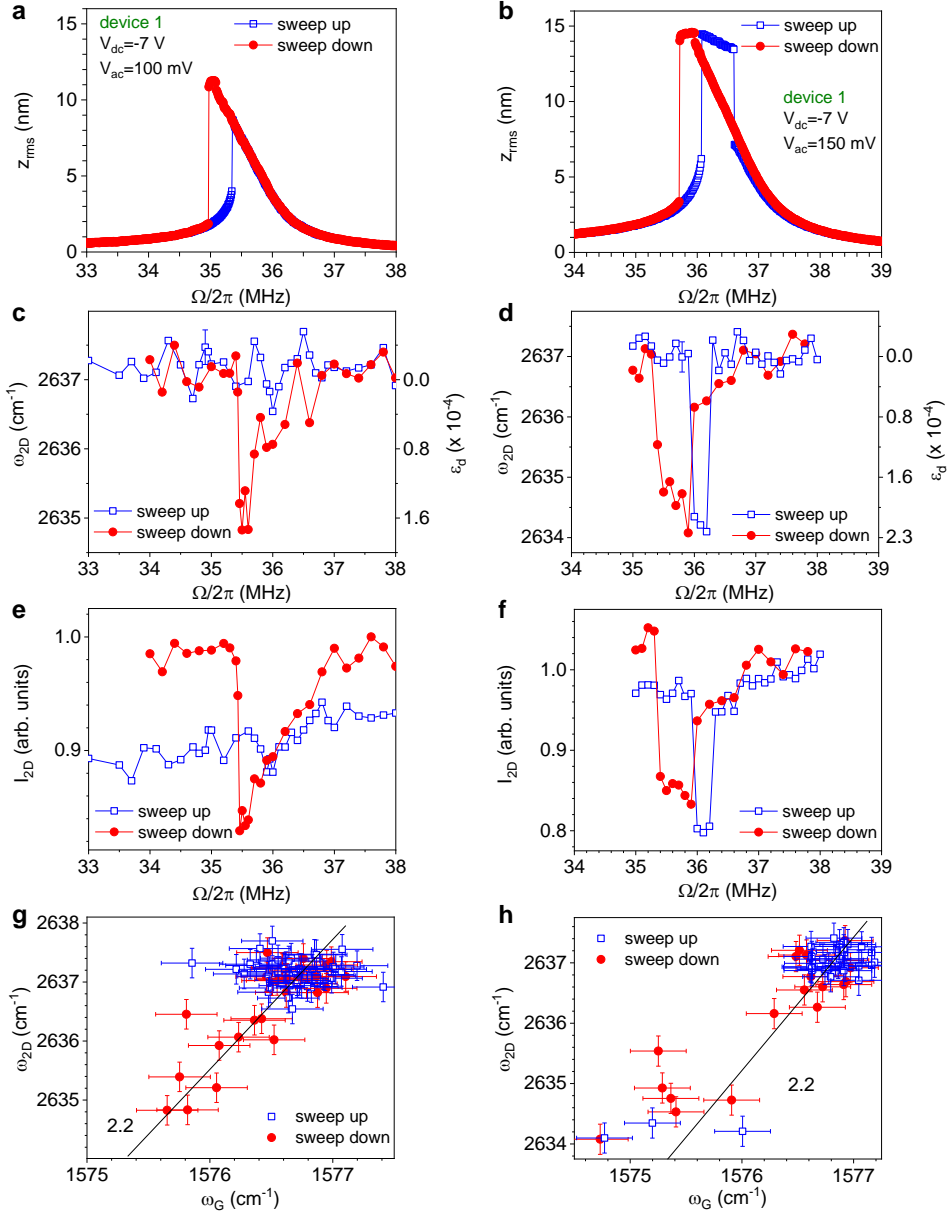 a
device 1
V_dc=-7 V
V_ac=100 mV
sweep up
sweep down
z_rms (nm)
15
10
5
0
33 34 35 36 37 38
Ω/2π (MHz)
b
sweep up
sweep down
device 1
V_dc=-7 V
V_ac=150 mV
z_rms (nm)
15
10
5
0
34 35 36 37 38 39
Ω/2π (MHz)
c
ω_2D (cm⁻¹)
2637
2636
2635
0.0
0.9
1.8
ε_d (x 10⁻⁴)
sweep up
sweep down
33 34 35 36 37 38
Ω/2π (MHz)
d
ω_2D (cm⁻¹)
2637
2636
2635
2634
0.0
0.8
1.5
2.3
ε_d (x 10⁻⁴)
sweep up
sweep down
34 35 36 37 38 39
Ω/2π (MHz)
e
I_2D (arb. units)
1.0
0.9
sweep up
sweep down
33 34 35 36 37 38
Ω/2π (MHz)
f
I_2D (arb. units)
1.0
0.9
0.8
sweep up
sweep down
34 35 36 37 38 39
Ω/2π (MHz)
g
ω_2D (cm⁻¹)
2638
2637
2636
2635
2.2
sweep up
sweep down
1575 1576 1577
ω_G (cm⁻¹)
h
sweep up
sweep down
ω_2D (cm⁻¹)
2637
2636
2635
2634
2.2
1575 1576 1577
ω_G (cm⁻¹)